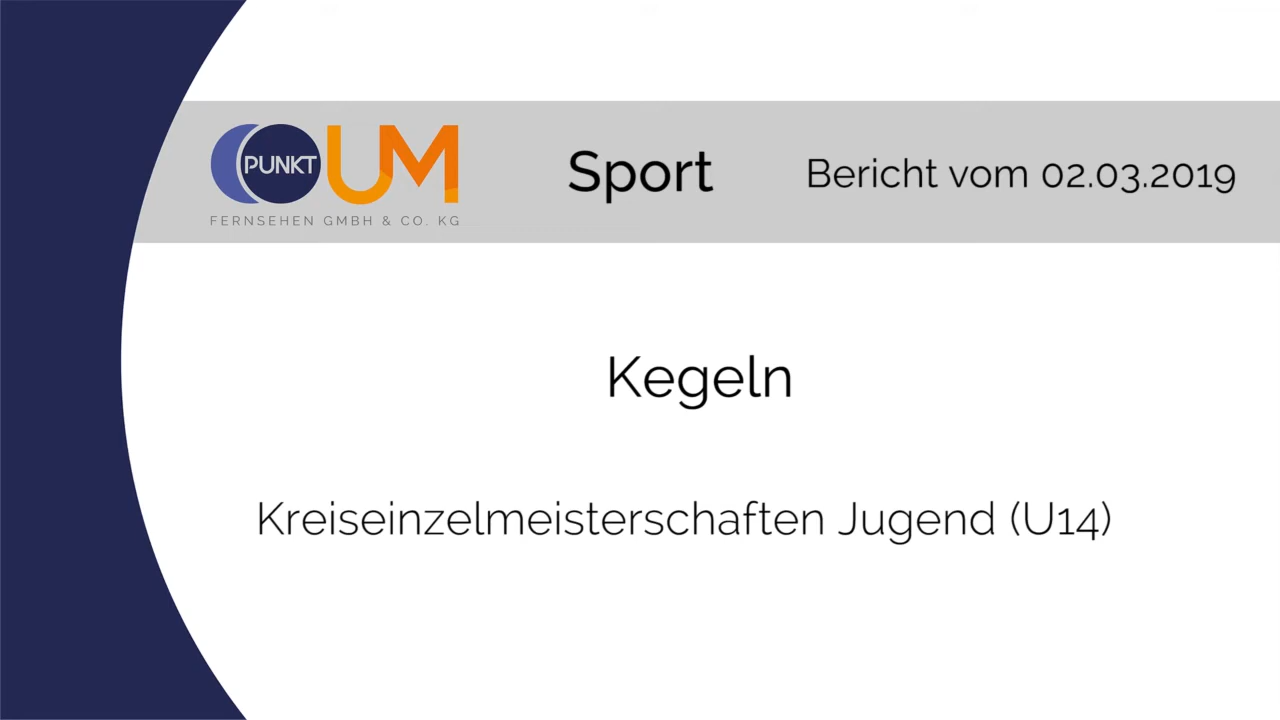 PUNKT UM
FERNSEHEN GMBH & CO. KG
Sport
Bericht vom 02.03.2019
Kegeln
Kreiseinzelmeisterschaften Jugend (U14)